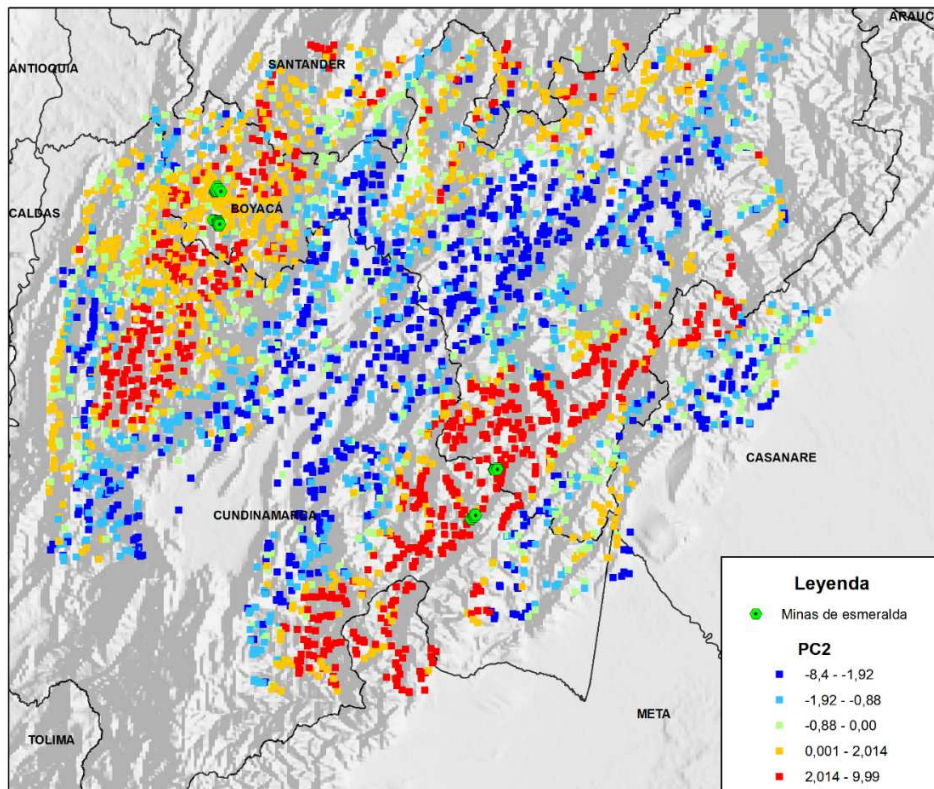 ARAUC
SANTANDER
ANTIOQUIA
CALDAS
BOYACÁ
CASANARE
CUNDINAMARCA
META
TOLIMA
Leyenda
Minas de esmeralda
PC2
-8,4 - -1,92
-1,92 - -0,88
-0,88 - 0,00
0,001 - 2,014
2,014 - 9,99